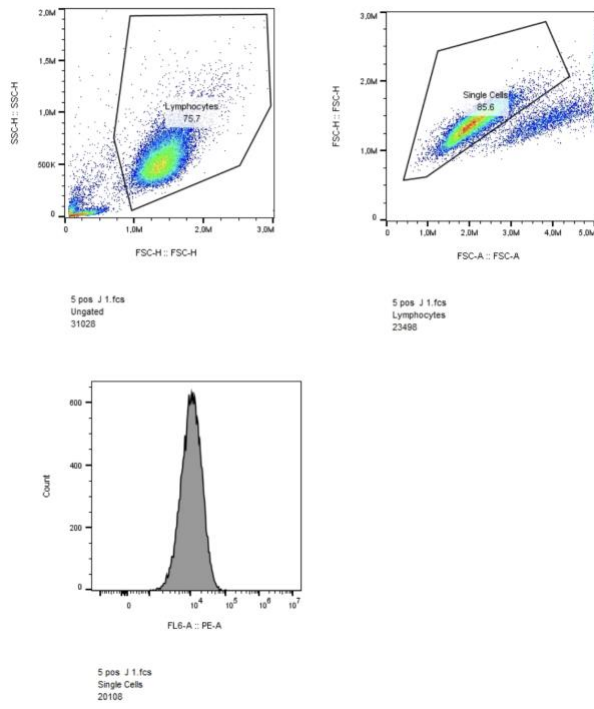 2,0M
1,5M
1,0M
500K
0
SSC-H :: SSC-H
Lymphocytes
75.7
0
1,0M
2,0M
3,0M
FSC-H :: FSC-H
5 pos J 1.fcs
Ungated
31028
3,0M
2,0M
1,0M
0
FSC-H :: FSC-H
Single Cells
85.6
0
1,0M
2,0M
3,0M
4,0M
5,0M
FSC-A :: FSC-A
5 pos J 1.fcs
Lymphocytes
23498
600
400
200
0
Count
0
10^4
10^5
10^6
10^7
FL6-A :: PE-A
5 pos J 1.fcs
Single Cells
20108